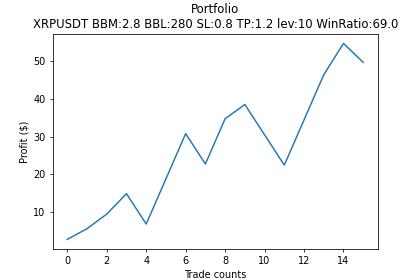 Portfolio
XRPUSDT BBM:2.8 BBL:280 SL:0.8 TP:1.2 lev:10 WinRatio:69.0
50
40
30
20
10
Profit ($)
0 2 4 6 8 10 12 14
Trade counts